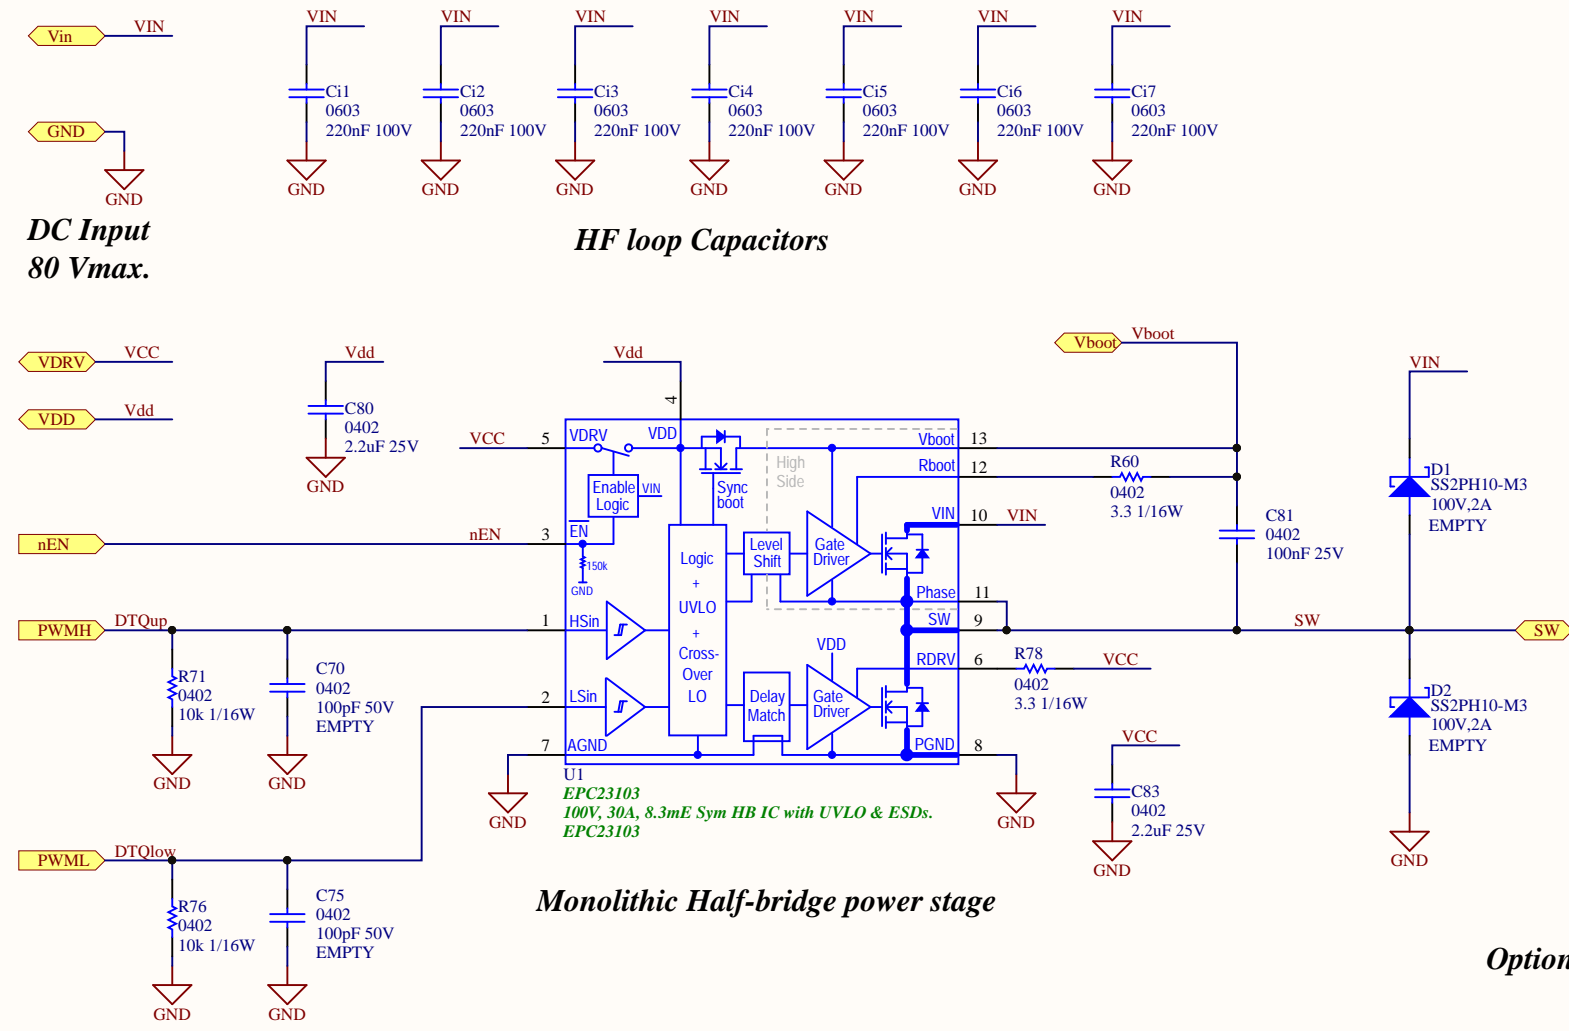 Vin
VIN
GND
GND
DC Input
80 Vmax.
VIN
Ci1
0603
220nF 100V
GND
VIN
Ci2
0603
220nF 100V
GND
VIN
Ci3
0603
220nF 100V
GND
VIN
Ci4
0603
220nF 100V
GND
VIN
Ci5
0603
220nF 100V
GND
VIN
Ci6
0603
220nF 100V
GND
VIN
Ci7
0603
220nF 100V
GND
HF loop Capacitors
VDRV
VCC
VDD
Vdd
Vdd
C80
0402
2.2uF 25V
GND
nEN
nEN
PWMH
DTQup
R71
0402
10k 1/16W
GND
C70
0402
100pF 50V
EMPTY
GND
PWML
DTQlow
R76
0402
10k 1/16W
GND
C75
0402
100pF 50V
EMPTY
GND
Vdd
4
VCC
5
3
1
2
7
GND
VDRV
VDD
Enable
Logic
VIN
EN
150k
GND
HSin
LSin
AGND
Sync
boot
Logic
+
UVLO
+
Cross-
Over
LO
High
Side
Level
Shift
Gate
Driver
Delay
Match
VDD
Gate
Driver
Vboot
Rboot
VIN
Phase
SW
RDRV
PGND
13
12
10
11
9
6
8
VIN
GND
U1
EPC23103
100V, 30A, 8.3mE Sym HB IC with UVLO & ESDs.
EPC23103
Monolithic Half-bridge power stage
Vboot
Vboot
R60
0402
3.3 1/16W
C81
0402
100nF 25V
R78
0402
3.3 1/16W
VCC
VCC
C83
0402
2.2uF 25V
GND
VIN
D1
SS2PH10-M3
100V,2A
EMPTY
SW
SW
D2
SS2PH10-M3
100V,2A
EMPTY
GND
Option